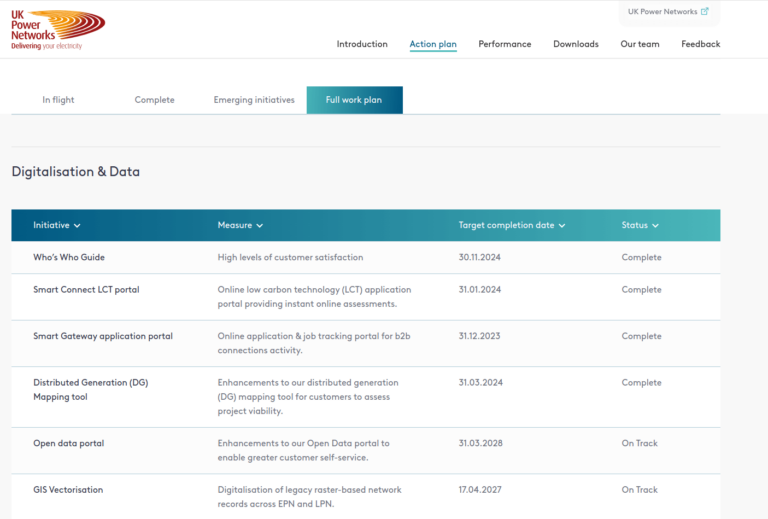 UK
Power
Networks
Delivering your electricity
UK Power Networks
Introduction Action plan Performance Downloads Our team Feedback
In flight Complete Emerging initiatives Full work plan
Digitalisation & Data
Initiative Measure Target completion date Status
Who's Who Guide High levels of customer satisfaction 30.11.2024 Complete
Smart Connect LCT portal Online low carbon technology (LCT) application 31.01.2024 Complete
portal providing instant online assessments.
Smart Gateway application portal Online application & job tracking portal for b2b 31.12.2023 Complete
connections activity.
Distributed Generation (DG) Enhancements to our distributed generation 31.03.2024 Complete
Mapping tool (DG) mapping tool for customers to assess
project viability.
Open data portal Enhancements to our Open Data portal to 31.03.2028 On Track
enable greater customer self-service.
GIS Vectorisation Digitalisation of legacy raster-based network 17.04.2027 On Track
records across EPN and LPN.